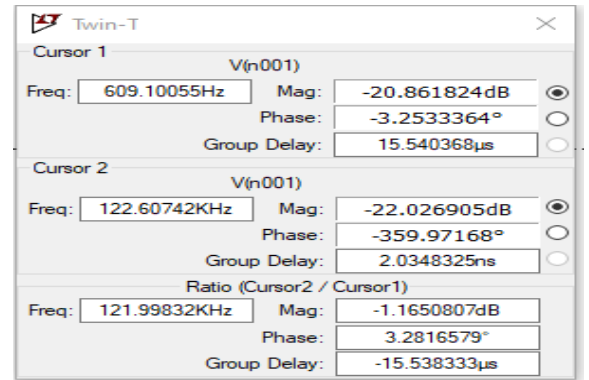 Twin-T
Cursor 1
V(n001)
Freq: 609.10055Hz Mag: -20.861824dB
Phase: -3.2533364°
Group Delay: 15.540368µs
Cursor 2
V(n001)
Freq: 122.60742KHz Mag: -22.026905dB
Phase: -359.97168°
Group Delay: 2.0348325ns
Ratio (Cursor2 / Cursor1)
Freq: 121.99832KHz Mag: -1.1650807dB
Phase: 3.2816579°
Group Delay: -15.538333µs